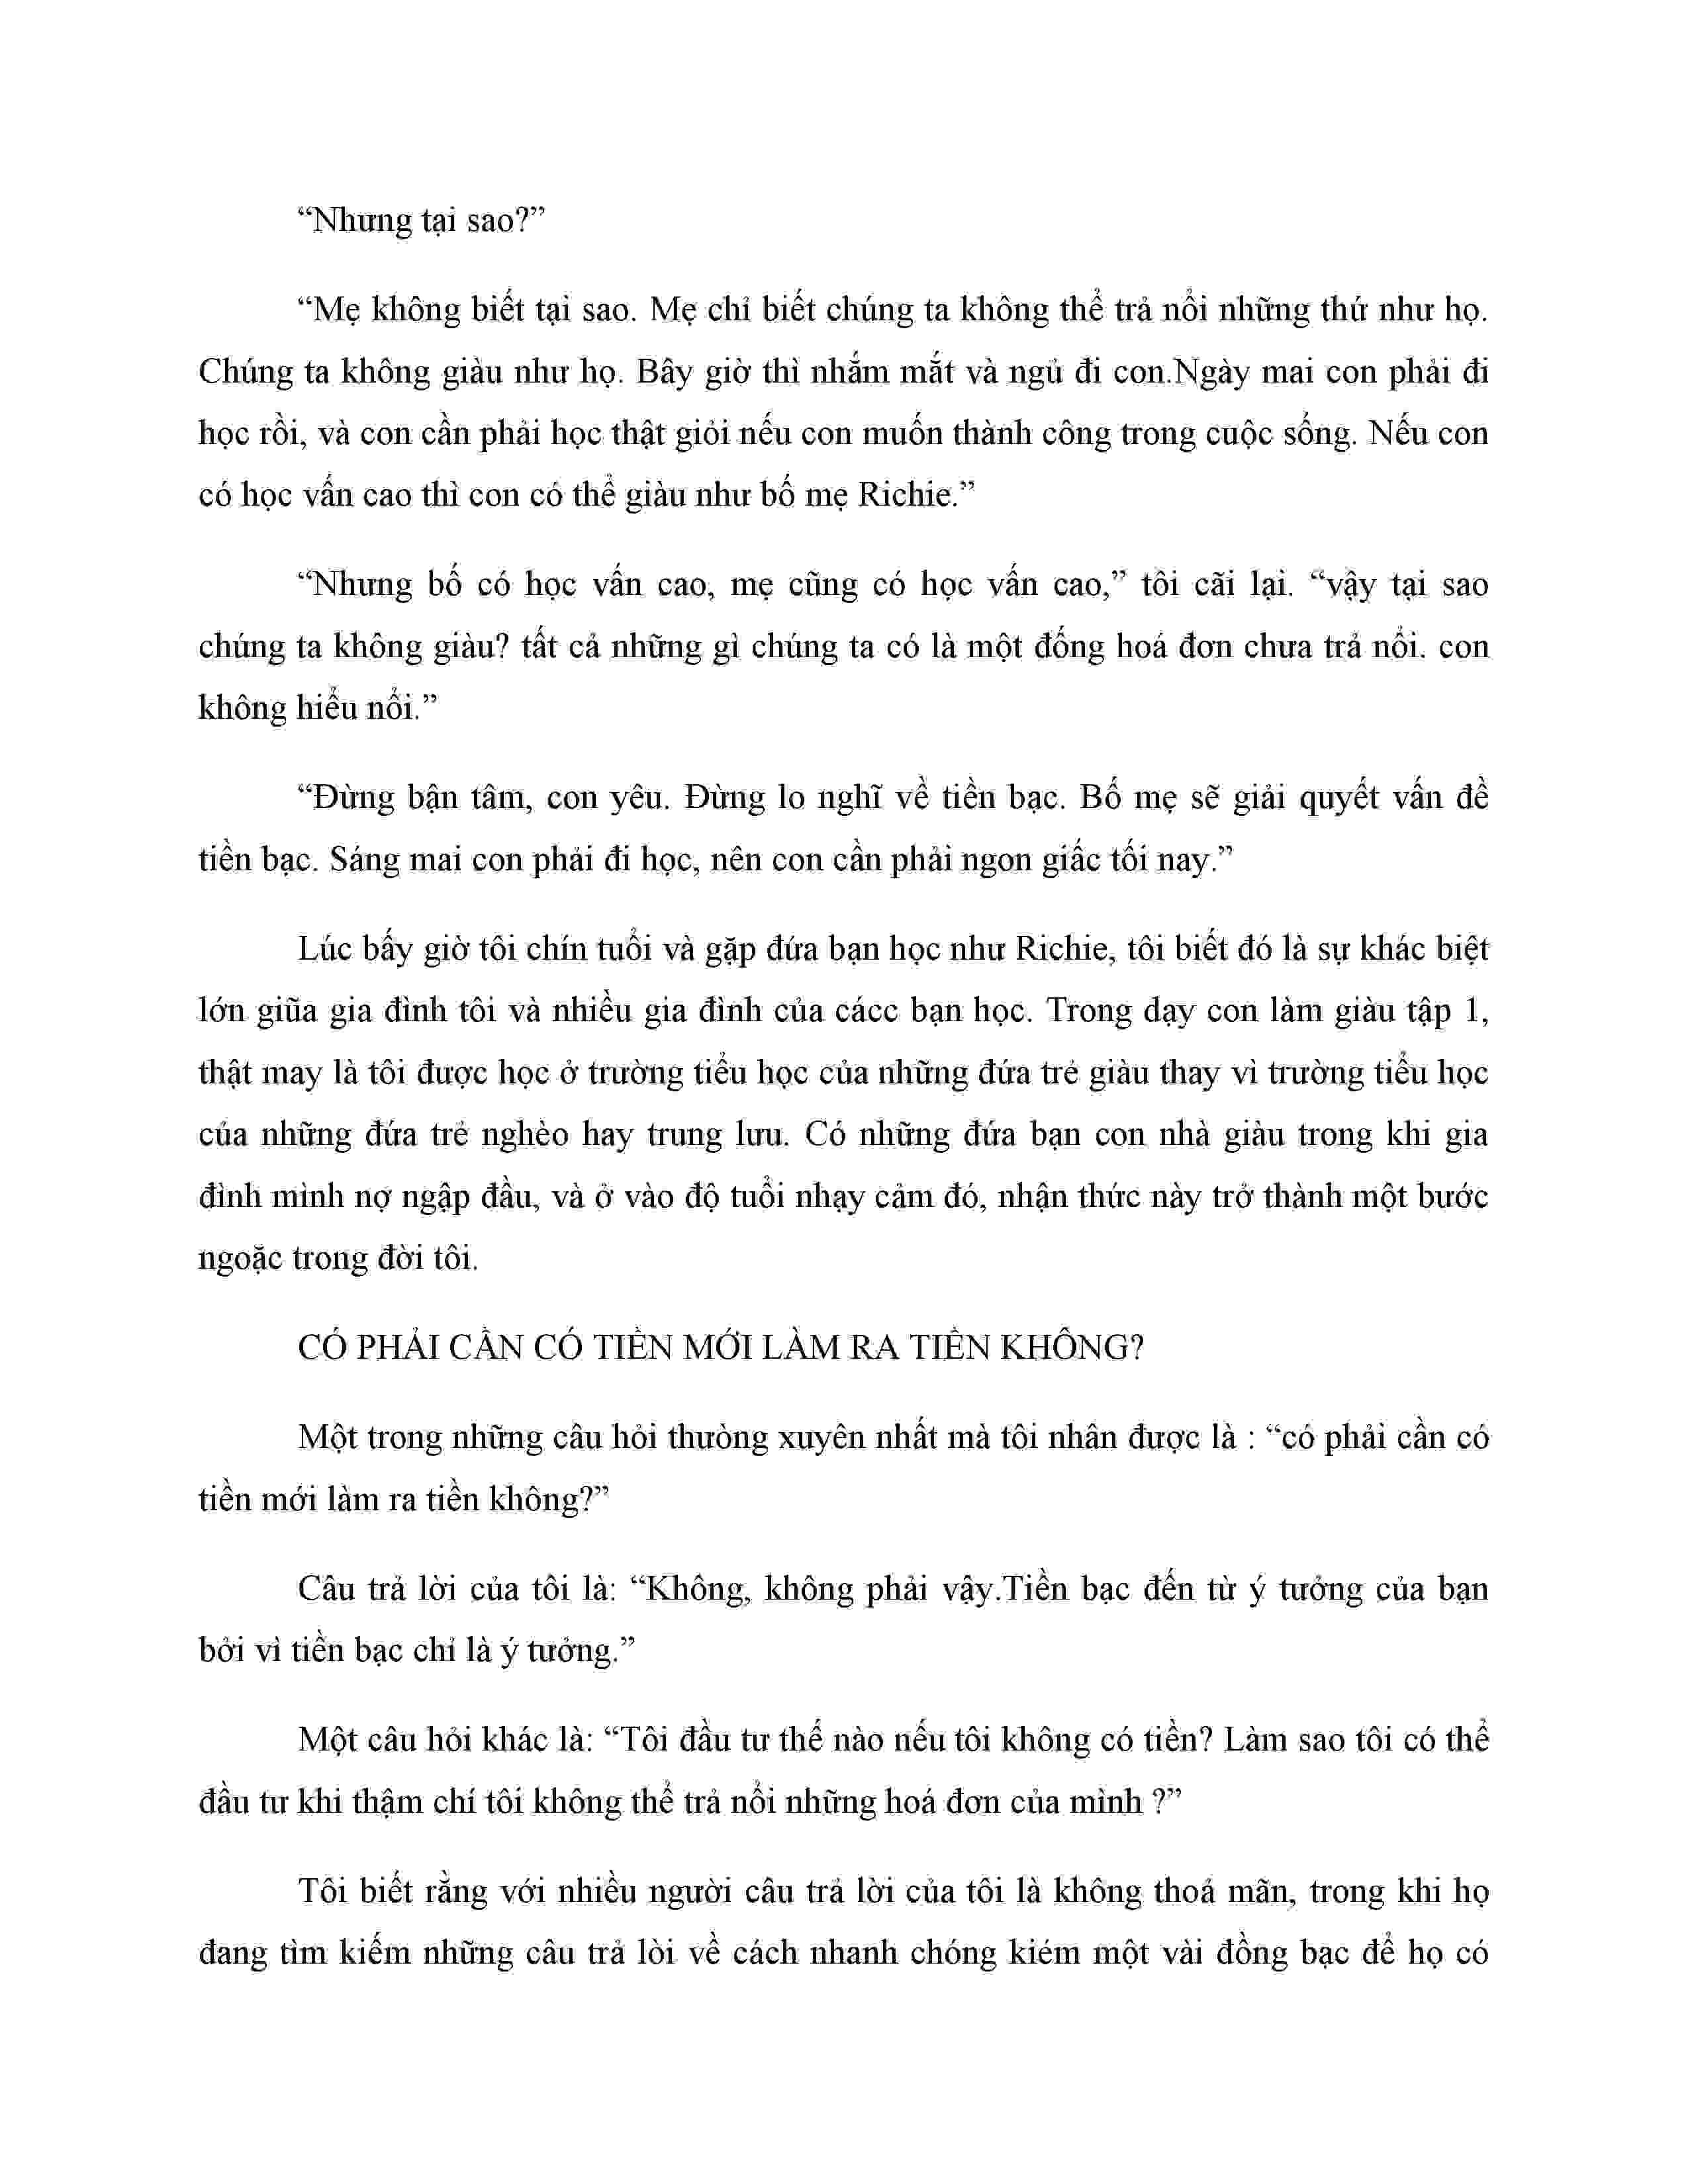 “Nhưng tại sao?”
“Mẹ không biết tại sao. Mẹ chỉ biết chúng ta không thể trả nổi những thứ như họ.
Chúng ta không giàu như họ. Bây giờ thì nhắm mắt và ngủ đi con.Ngày mai con phải đi
học rồi, và con cần phải học thật giỏi nếu con muốn thành công trong cuộc sống. Nếu con
có học vấn cao thì con có thể giàu như bố mẹ Richie.”
“Nhưng bố có học vấn cao, mẹ cũng có học vấn cao,” tôi cãi lại. “vậy tại sao
chúng ta không giàu? tất cả những gì chúng ta có là một đống hoá đơn chưa trả nổi. con
không hiểu nổi.”
“Đừng bận tâm, con yêu. Đừng lo nghĩ về tiền bạc. Bố mẹ sẽ giải quyết vấn đề
tiền bạc. Sáng mai con phải đi học, nên con cần phải ngon giấc tối nay.”
Lúc bấy giờ tôi chín tuổi và gặp đứa bạn học như Richie, tôi biết đó là sự khác biệt
lớn giũa gia đình tôi và nhiều gia đình của cácc bạn học. Trong dạy con làm giàu tập 1,
thật may là tôi được học ở trường tiểu học của những đứa trẻ giàu thay vì trường tiểu học
của những đứa trẻ nghèo hay trung lưu. Có những đứa bạn con nhà giàu trong khi gia
đình mình nợ ngập đầu, và ở vào độ tuổi nhạy cảm đó, nhận thức này trở thành một bước
ngoặc trong đời tôi.
CÓ PHẢI CẦN CÓ TIỀN MỚI LÀM RA TIỀN KHÔNG?
Một trong những câu hỏi thường xuyên nhất mà tôi nhân được là : “có phải cần có
tiền mới làm ra tiền không?”
Câu trả lời của tôi là: “Không, không phải vậy.Tiền bạc đến từ ý tưởng của bạn
bởi vì tiền bạc chỉ là ý tưởng.”
Một câu hỏi khác là: “Tôi đầu tư thế nào nếu tôi không có tiền? Làm sao tôi có thể
đầu tư khi thậm chí tôi không thể trả nổi những hoá đơn của mình ?”
Tôi biết rằng với nhiều người câu trả lời của tôi là không thoả mãn, trong khi họ
đang tìm kiếm những câu trả lòi về cách nhanh chóng kiém một vài đồng bạc để họ có